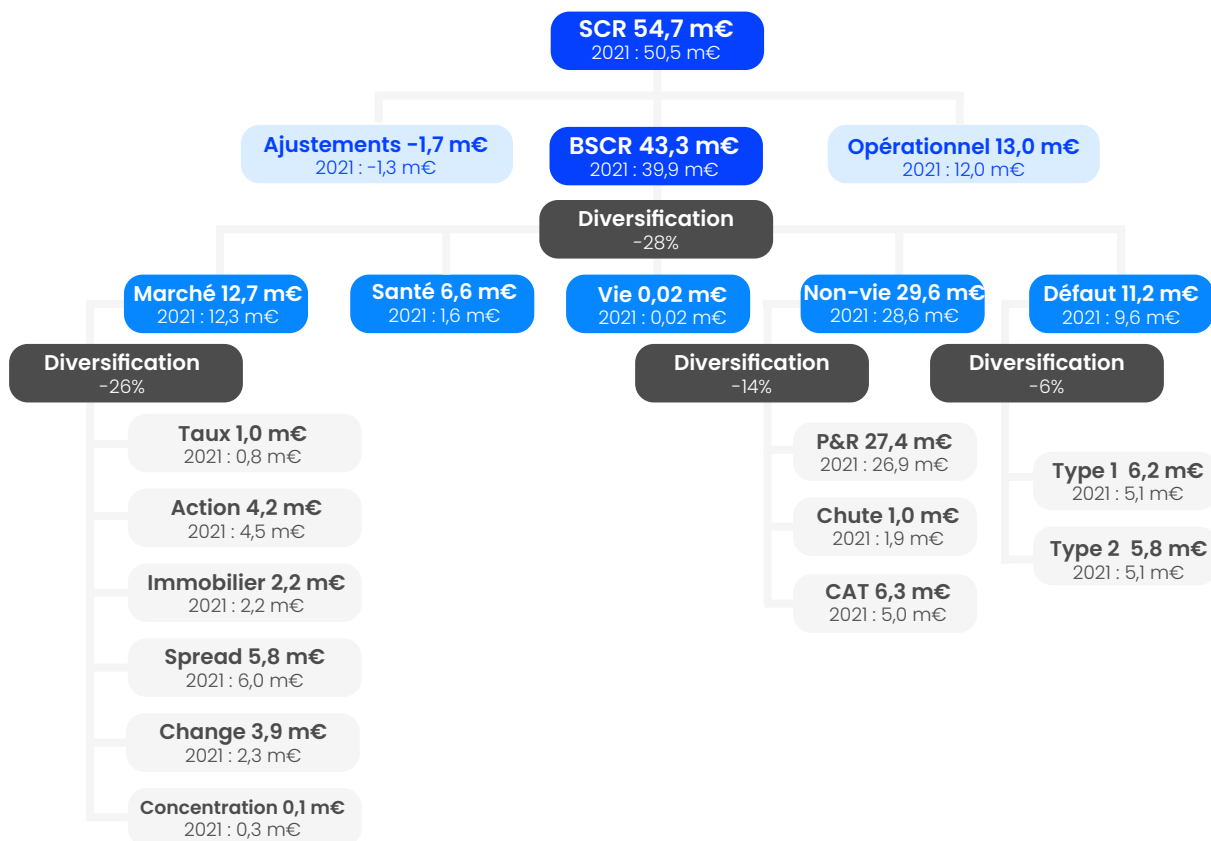 SCR 54,7 m€
2021 : 50,5 m€
Ajustements -1,7 m€
2021 : -1,3 m€
BSCR 43,3 m€
2021 : 39,9 m€
Opérationnel 13,0 m€
2021 : 12,0 m€
Diversification
-28%
Marché 12,7 m€
2021 : 12,3 m€
Santé 6,6 m€
2021 : 1,6 m€
Vie 0,02 m€
2021 : 0,02 m€
Non-vie 29,6 m€
2021 : 28,6 m€
Défaut 11,2 m€
2021 : 9,6 m€
Diversification
-26%
Taux 1,0 m€
2021 : 0,8 m€
Action 4,2 m€
2021 : 4,5 m€
Immobilier 2,2 m€
2021 : 2,2 m€
Spread 5,8 m€
2021 : 6,0 m€
Change 3,9 m€
2021 : 2,3 m€
Concentration 0,1 m€
2021 : 0,3 m€
Diversification
-14%
P&R 27,4 m€
2021 : 26,9 m€
Chute 1,0 m€
2021 : 1,9 m€
CAT 6,3 m€
2021 : 5,0 m€
Diversification
-6%
Type 1 6,2 m€
2021 : 5,1 m€
Type 2 5,8 m€
2021 : 5,1 m€